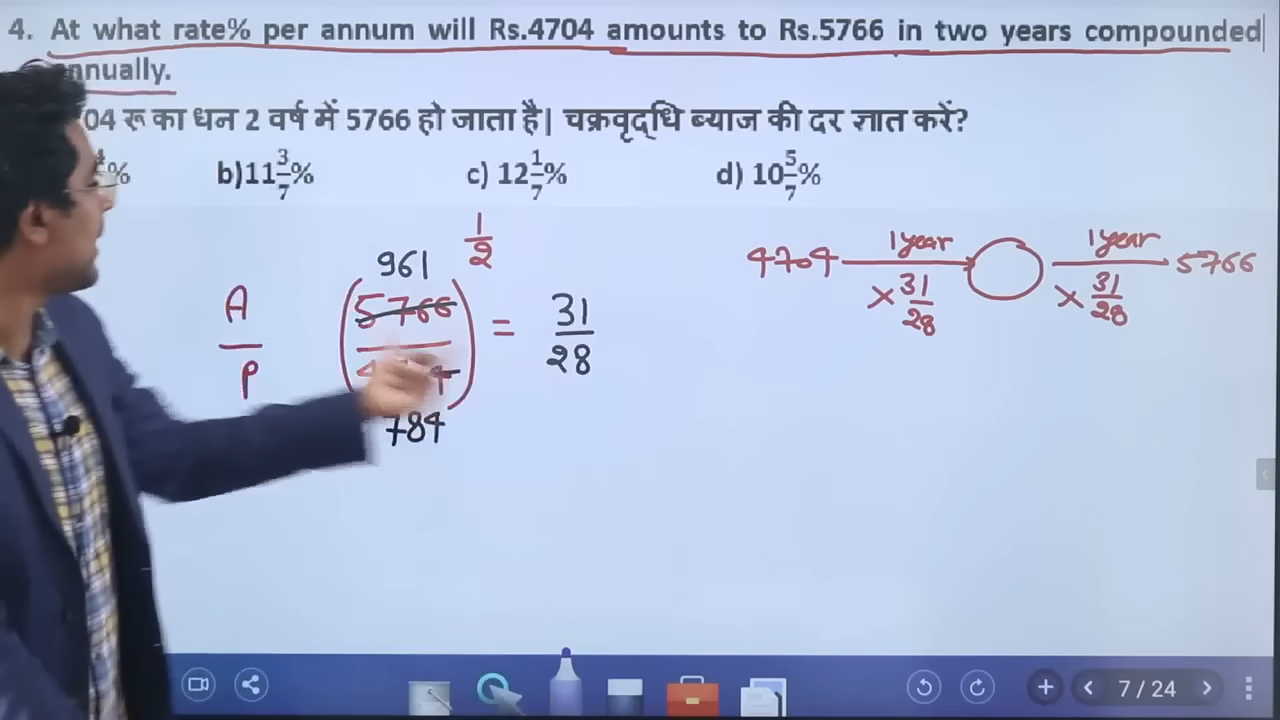 4. At what rate% per annum will Rs.4704 amounts to Rs.5766 in two years compounded
nnually.
04 रू का धन 2 वर्ष में 5766 हो जाता है| चक्रवृद्धि ब्याज की दर ज्ञात करें?
% b)11 3/7% c) 12 1/7% d) 10 5/7%
A/P
961
5766
784
1/2
= 31/28
4704 1 year 1 year 5766
× 31/28 × 31/28
7 / 24